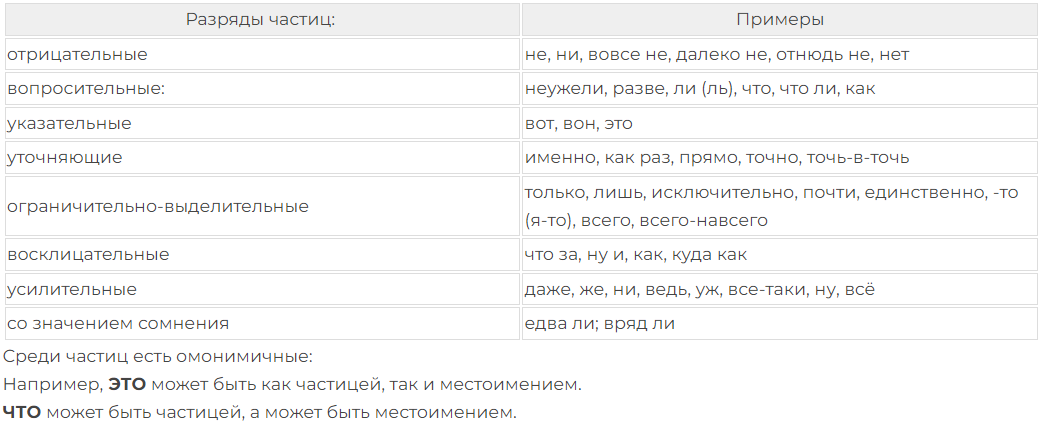 Разряды частиц: Примеры
отрицательные не, ни, вовсе не, далеко не, отнюдь не, нет
вопросительные: неужели, разве, ли (ль), что, что ли, как
указательные вот, вон, это
уточняющие именно, как раз, прямо, точно, точь-в-точь
ограничительно-выделительные только, лишь, исключительно, почти, единственно, -то
(я-то), всего, всего-навсего
восклицательные что за, ну и, как, куда как
усилительные даже, же, ни, ведь, уж, все-таки, ну, всё
со значением сомнения едва ли; вряд ли
Среди частиц есть омонимичные:
Например, ЭТО может быть как частицей, так и местоимением.
ЧТО может быть частицей, а может быть местоимением.